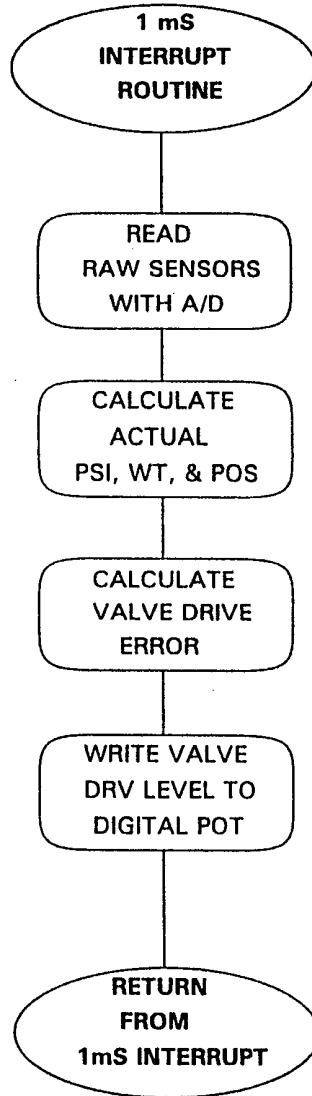 1 mS
INTERRUPT
ROUTINE
READ
RAW SENSORS
WITH A/D
CALCULATE
ACTUAL
PSI, WT, & POS
CALCULATE
VALVE DRIVE
ERROR
WRITE VALVE
DRV LEVEL TO
DIGITAL POT
RETURN
FROM
1mS INTERRUPT